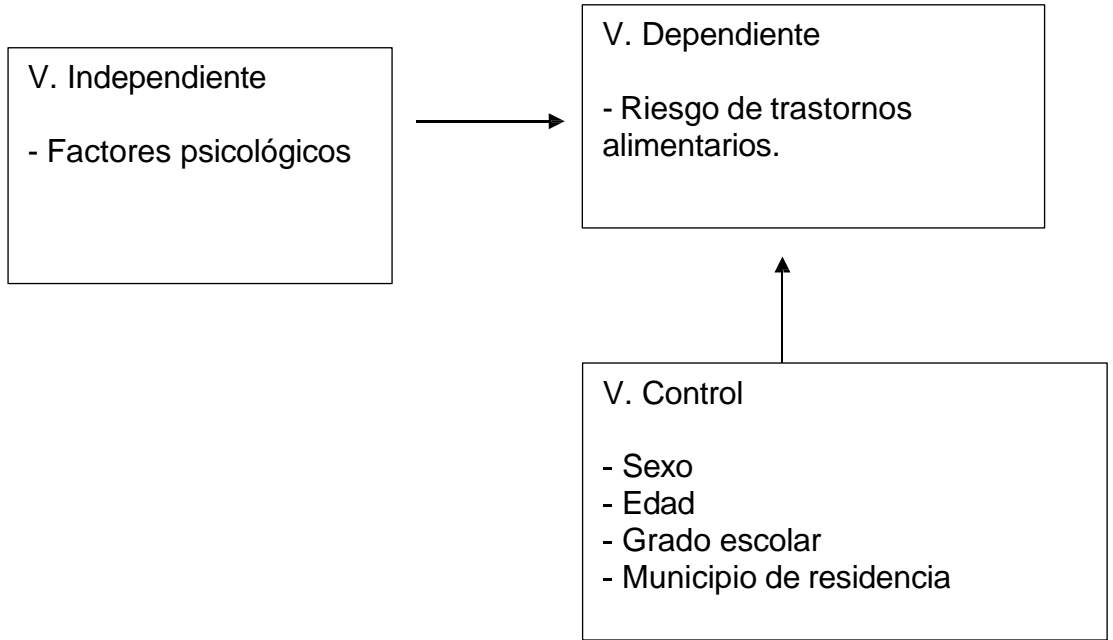 V. Independiente
- Factores psicológicos
V. Dependiente
- Riesgo de trastornos
alimentarios.
V. Control
- Sexo
- Edad
- Grado escolar
- Municipio de residencia